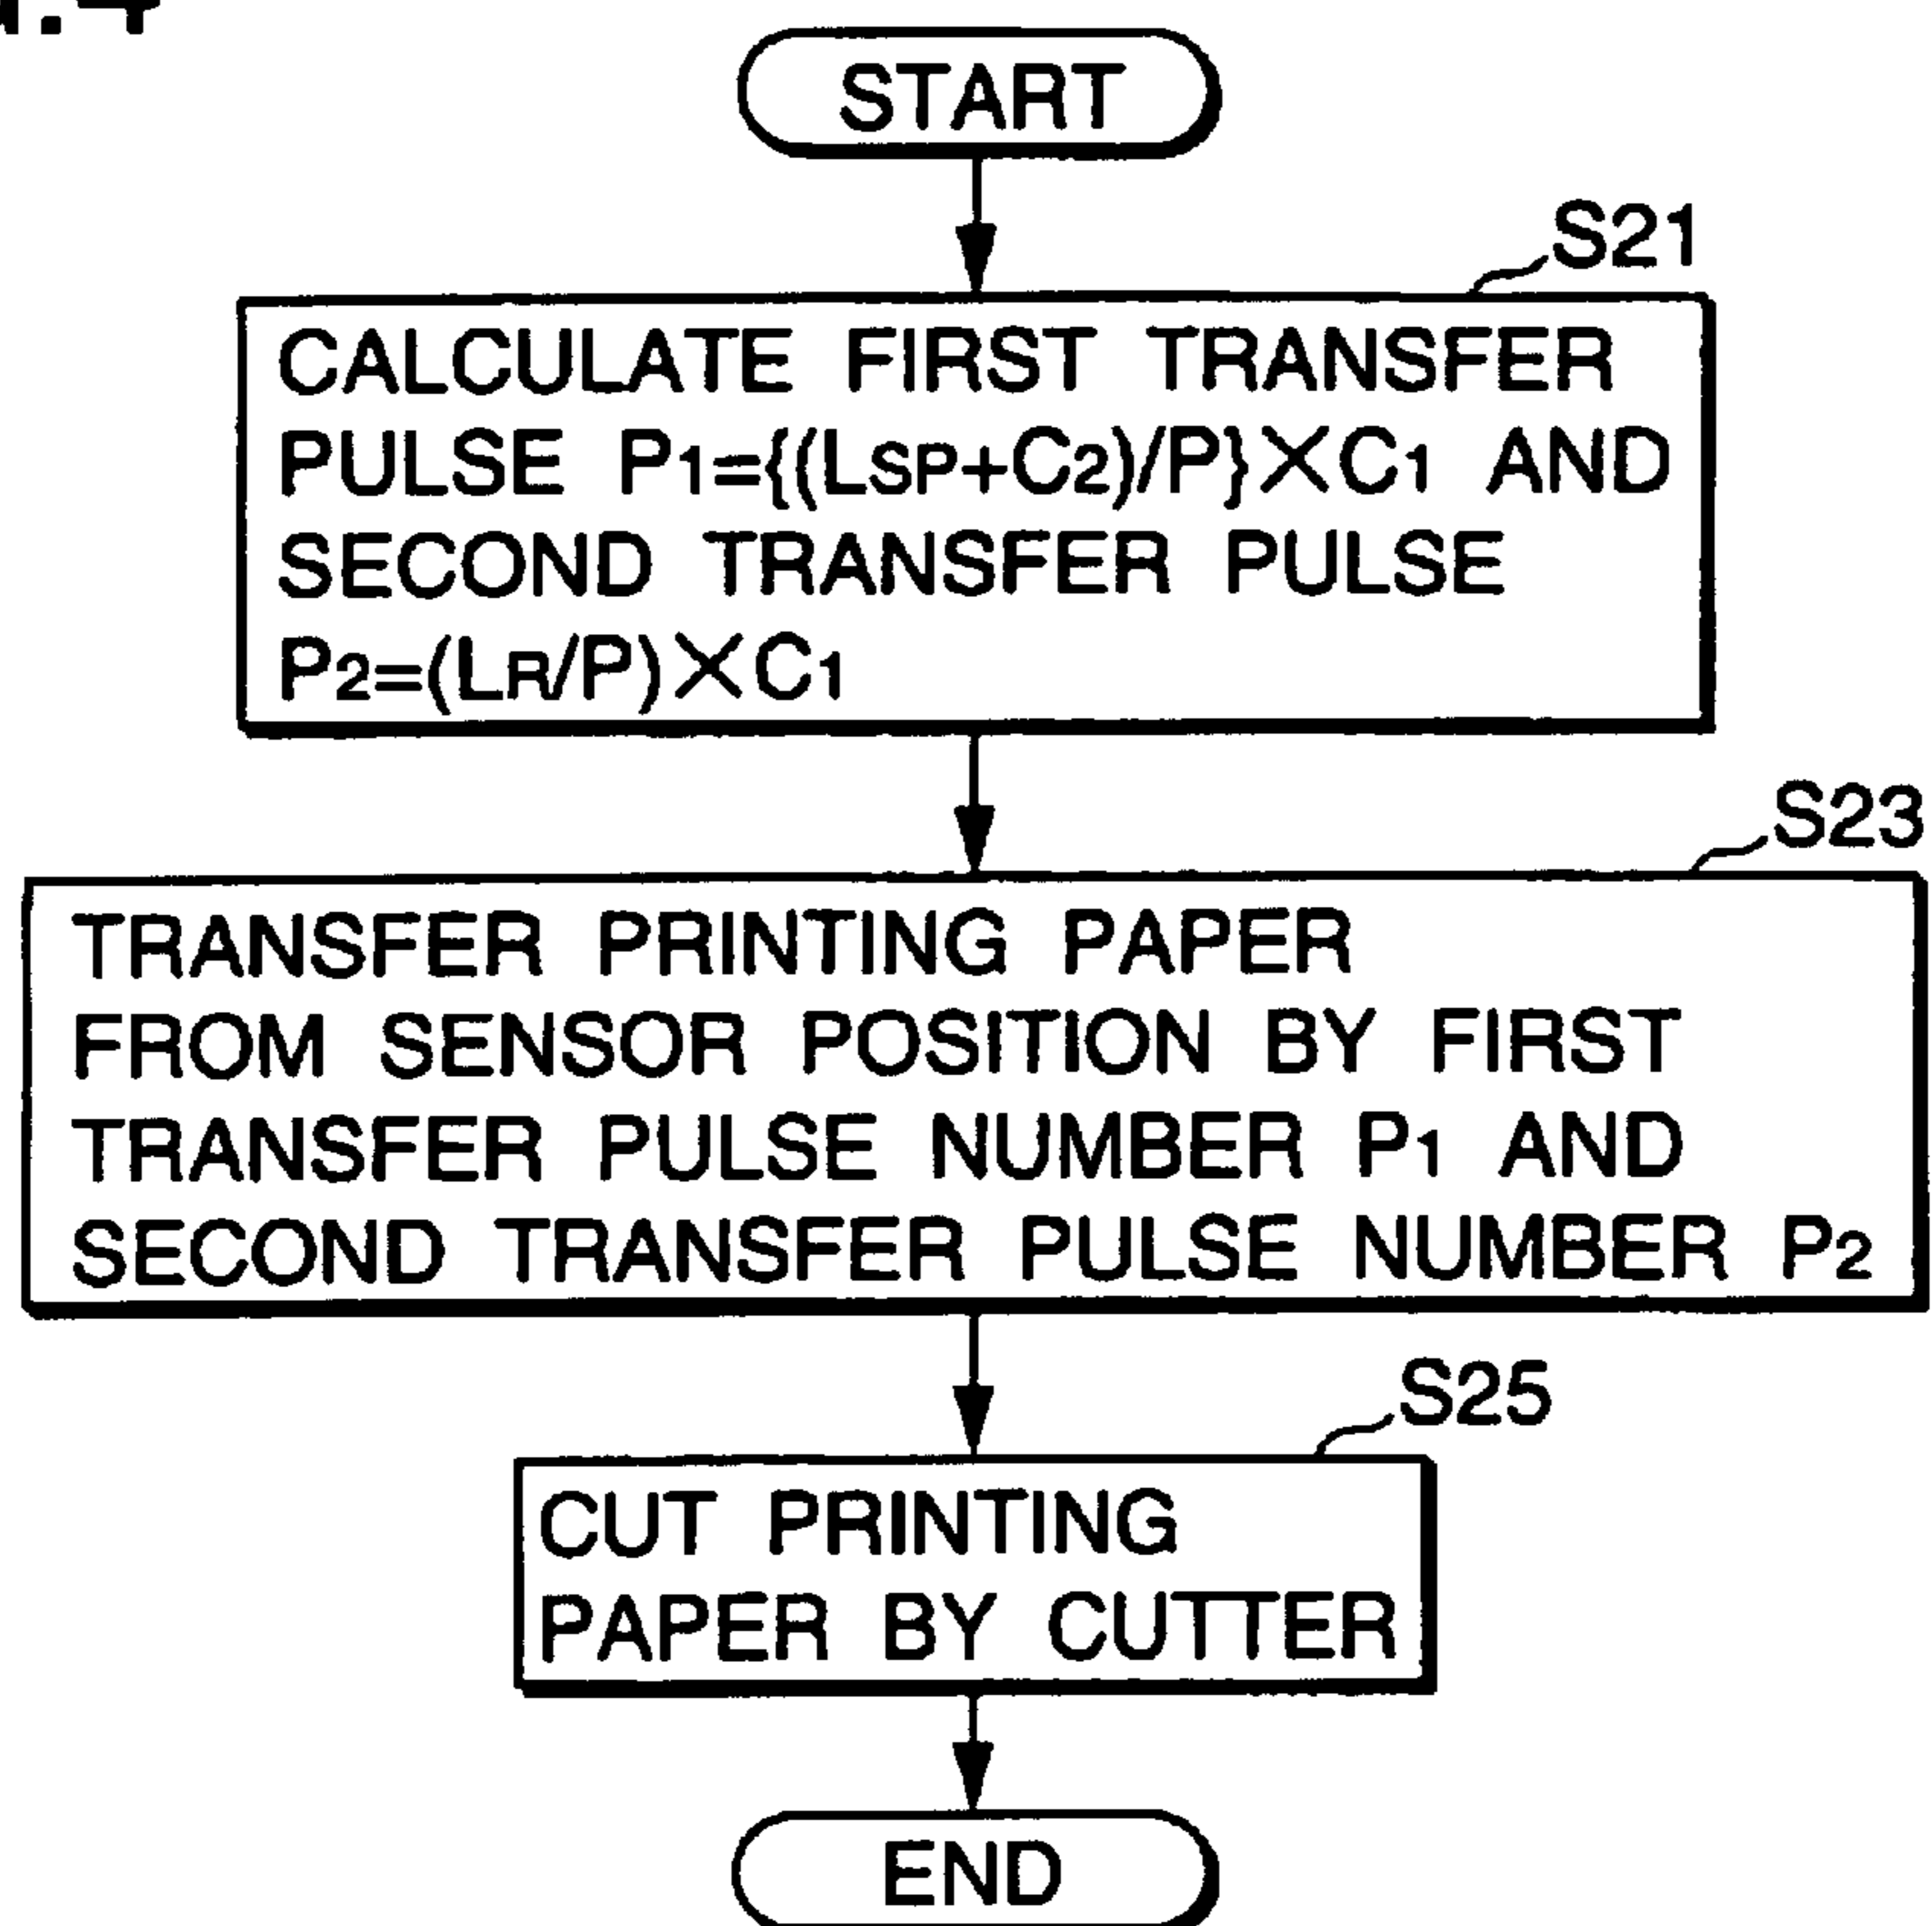 START
S21
CALCULATE FIRST TRANSFER
PULSE P1={(LSP+C2)/P}×C1 AND
SECOND TRANSFER PULSE
P2=(LR/P)×C1
S23
TRANSFER PRINTING PAPER
FROM SENSOR POSITION BY FIRST
TRANSFER PULSE NUMBER P1 AND
SECOND TRANSFER PULSE NUMBER P2
S25
CUT PRINTING
PAPER BY CUTTER
END